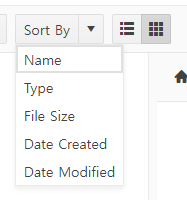 Sort By
Name
Type
File Size
Date Created
Date Modified